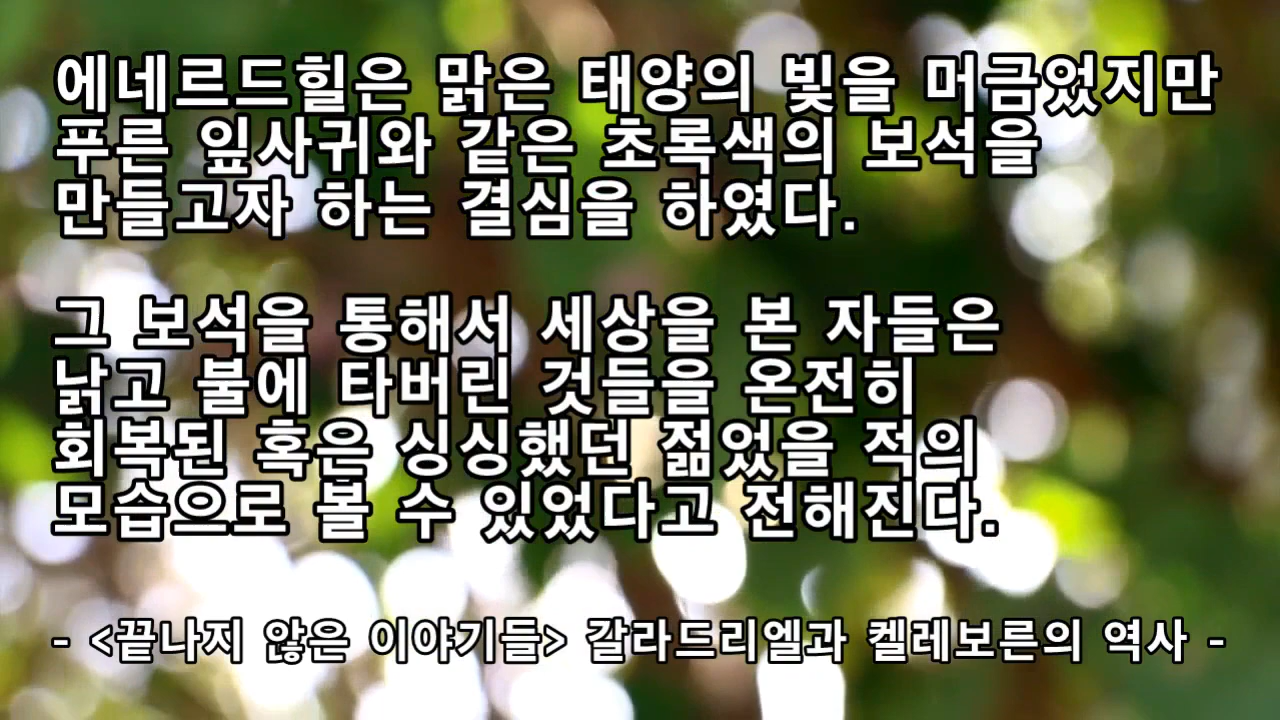 에네르드힐은 맑은 태양의 빛을 머금었지만
푸른 잎사귀와 같은 초록색의 보석을
만들고자 하는 결심을 하였다.
그 보석을 통해서 세상을 본 자들은
낡고 불에 타버린 것들을 온전히
회복된 혹은 싱싱했던 젊었을 적의
모습으로 볼 수 있었다고 전해진다.
- <끝나지 않은 이야기들> 갈라드리엘과 켈레보른의 역사 -